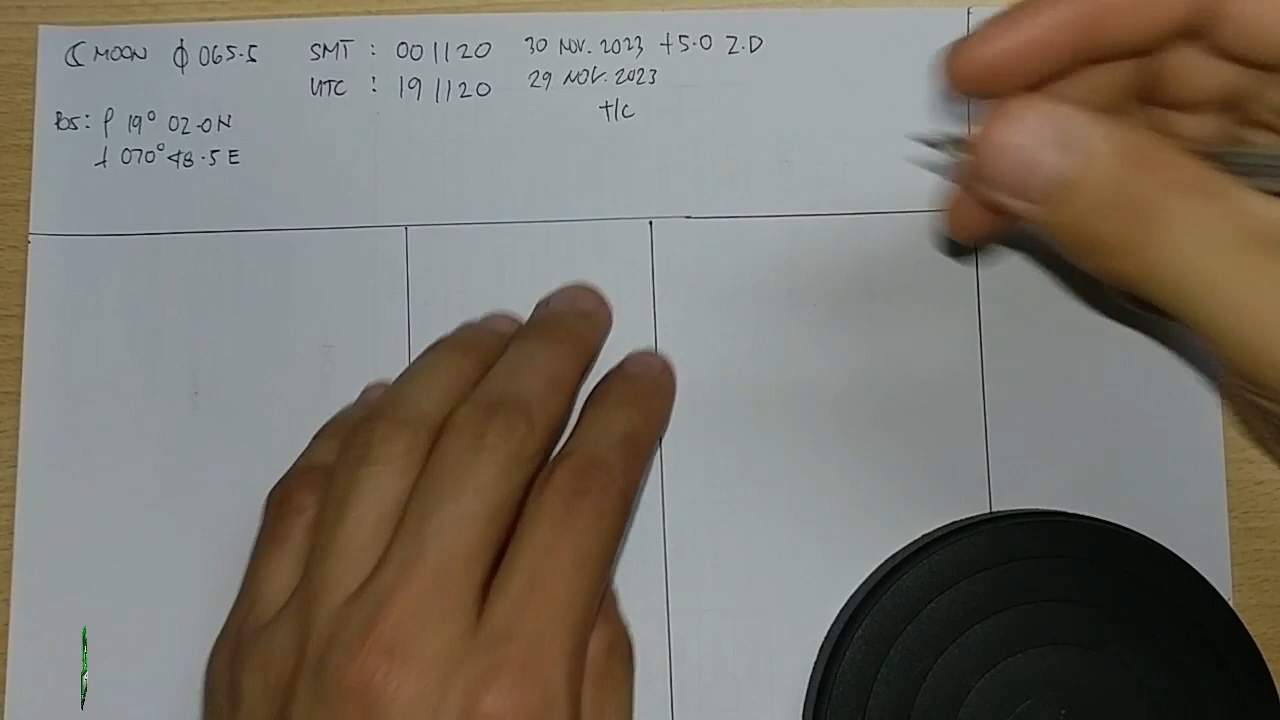 ☾ MOON ϕ 065.5 SMT : 001120 30 NOV. 2023 +5.0 Z.D
UTC : 191120 29 NOV. 2023
T/C
POS: φ 19° 02.0N
λ 070° 48.5 E